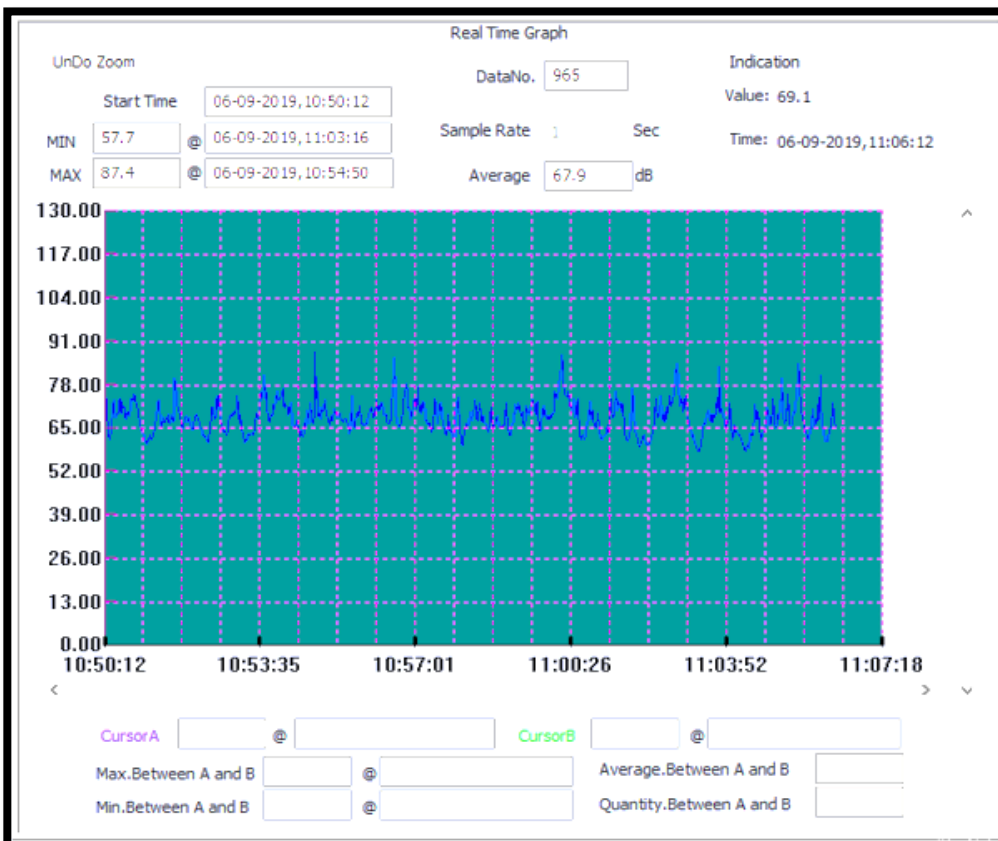 Real Time Graph
UnDo Zoom
DataNo. 965
Indication
Start Time 06-09-2019,10:50:12
Value: 69.1
MIN 57.7 @ 06-09-2019,11:03:16
Sample Rate 1 Sec
Time: 06-09-2019,11:06:12
MAX 87.4 @ 06-09-2019,10:54:50
Average 67.9 dB
130.00
117.00
104.00
91.00
78.00
65.00
52.00
39.00
26.00
13.00
0.00
10:50:12 10:53:35 10:57:01 11:00:26 11:03:52 11:07:18
CursorA @ CursorB @
Max.Between A and B @ Average.Between A and B
Min.Between A and B @ Quantity.Between A and B